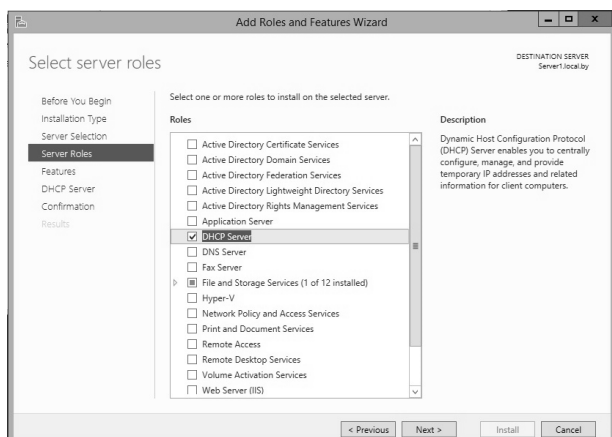 Add Roles and Features Wizard
Select server roles
DESTINATION SERVER
Server1.local.by
Before You Begin
Installation Type
Server Selection
Server Roles
Features
DHCP Server
Confirmation
Results
Select one or more roles to install on the selected server.
Roles
Active Directory Certificate Services
Active Directory Domain Services
Active Directory Federation Services
Active Directory Lightweight Directory Services
Active Directory Rights Management Services
Application Server
DHCP Server
DNS Server
Fax Server
File and Storage Services (1 of 12 installed)
Hyper-V
Network Policy and Access Services
Print and Document Services
Remote Access
Remote Desktop Services
Volume Activation Services
Web Server (IIS)
Description
Dynamic Host Configuration Protocol
(DHCP) Server enables you to centrally
configure, manage, and provide
temporary IP addresses and related
information for client computers.
< Previous
Next >
Install
Cancel